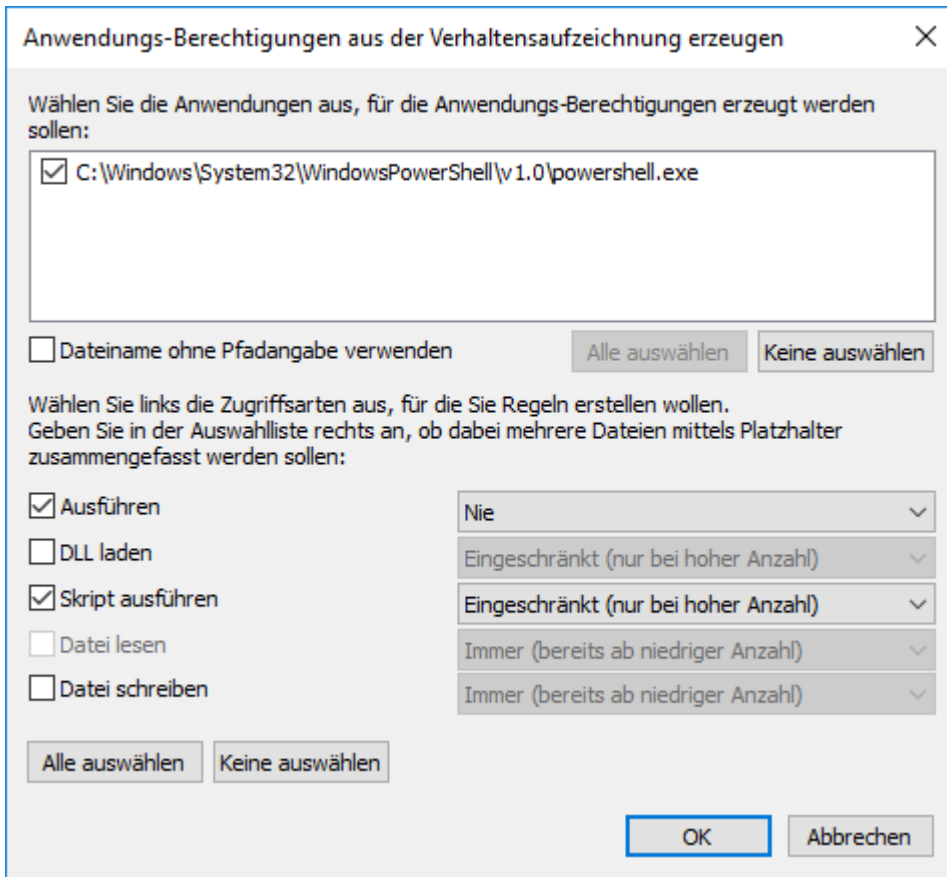 Anwendungs-Berechtigungen aus der Verhaltensaufzeichnung erzeugen
Wählen Sie die Anwendungen aus, für die Anwendungs-Berechtigungen erzeugt werden
sollen:
C:\Windows\System32\WindowsPowerShell\v1.0\powershell.exe
Dateiname ohne Pfadangabe verwenden
Alle auswählen
Keine auswählen
Wählen Sie links die Zugriffsarten aus, für die Sie Regeln erstellen wollen.
Geben Sie in der Auswahlliste rechts an, ob dabei mehrere Dateien mittels Platzhalter
zusammengefasst werden sollen:
Ausführen
Nie
DLL laden
Eingeschränkt (nur bei hoher Anzahl)
Skript ausführen
Eingeschränkt (nur bei hoher Anzahl)
Datei lesen
Immer (bereits ab niedriger Anzahl)
Datei schreiben
Immer (bereits ab niedriger Anzahl)
Alle auswählen
Keine auswählen
OK
Abbrechen